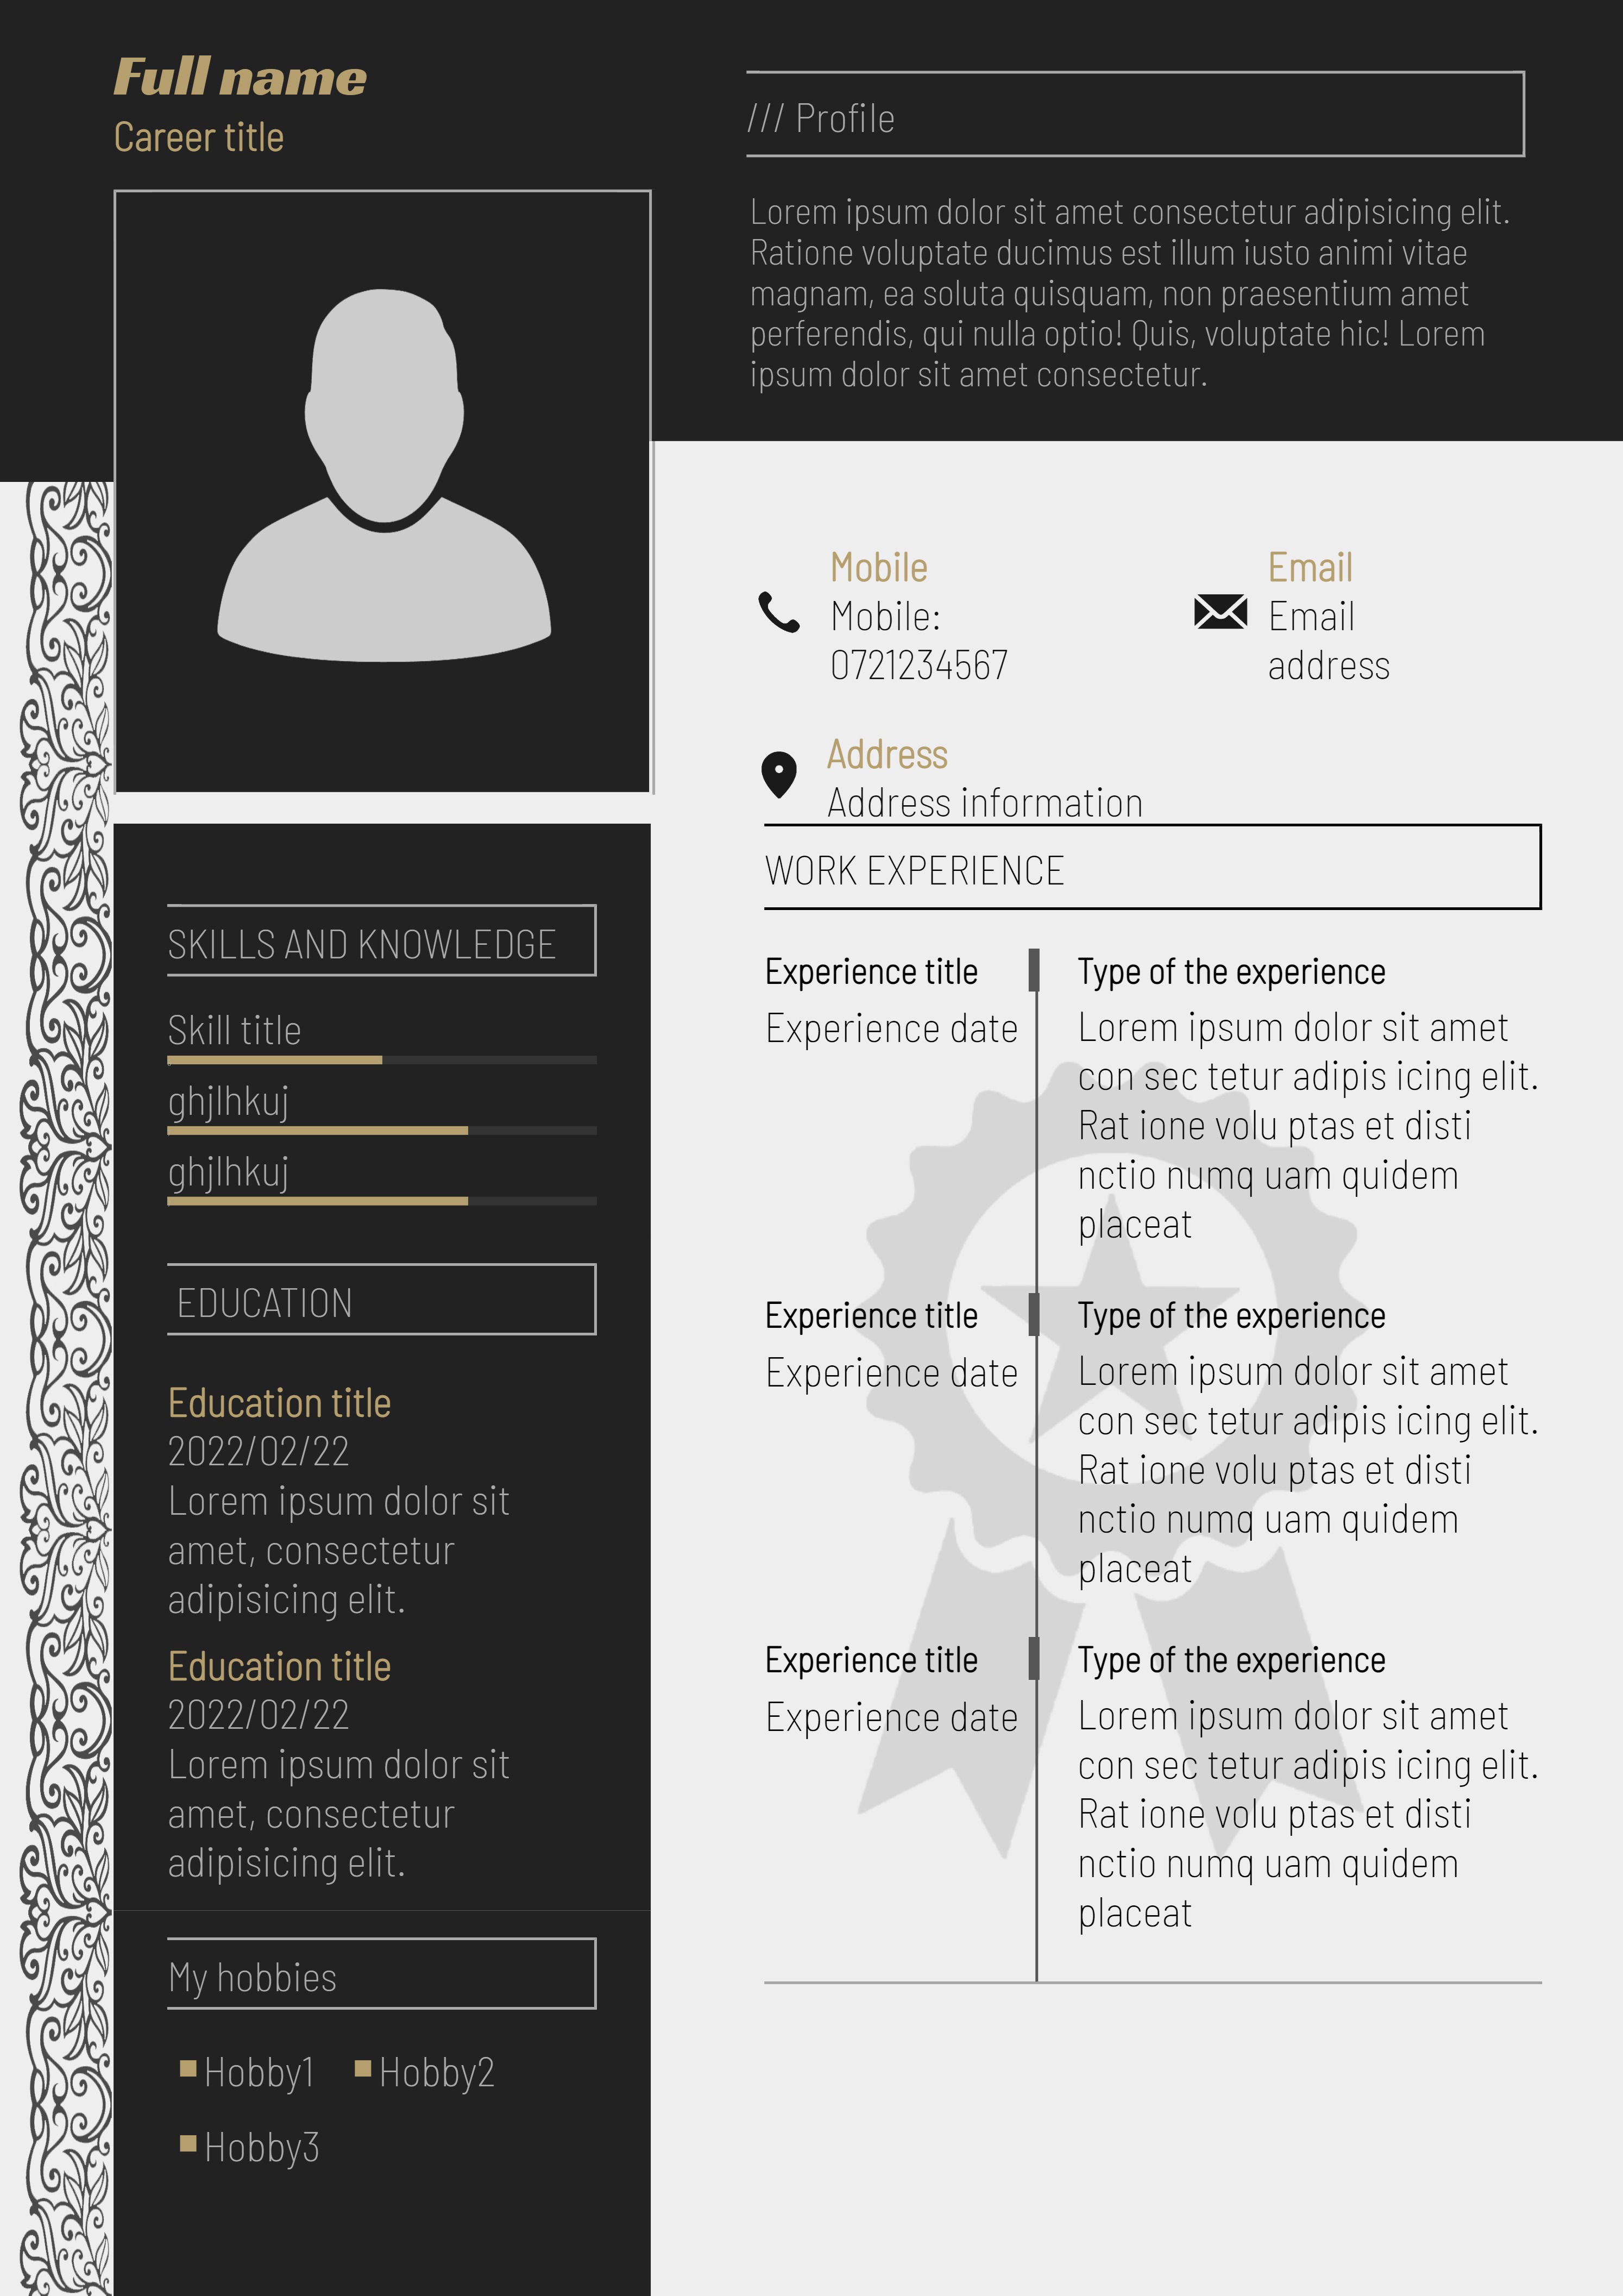 Full name
Career title
/// Profile
Lorem ipsum dolor sit amet consectetur adipisicing elit.
Ratione voluptate ducimus est illum iusto animi vitae
magnam, ea soluta quisquam, non praesentium amet
perferendis, qui nulla optio! Quis, voluptate hic! Lorem
ipsum dolor sit amet consectetur.
Mobile
Mobile:
0721234567
Email
Email
address
Address
Address information
SKILLS AND KNOWLEDGE
Skill title
ghjlhkuj
ghjlhkuj
EDUCATION
Education title
2022/02/22
Lorem ipsum dolor sit
amet, consectetur
adipisicing elit.
Education title
2022/02/22
Lorem ipsum dolor sit
amet, consectetur
adipisicing elit.
My hobbies
Hobby1
Hobby2
Hobby3
WORK EXPERIENCE
Experience title
Experience date
Type of the experience
Lorem ipsum dolor sit amet
con sec tetur adipis icing elit.
Rat ione volu ptas et disti
nctio numq uam quidem
placeat
Experience title
Experience date
Type of the experience
Lorem ipsum dolor sit amet
con sec tetur adipis icing elit.
Rat ione volu ptas et disti
nctio numq uam quidem
placeat
Experience title
Experience date
Type of the experience
Lorem ipsum dolor sit amet
con sec tetur adipis icing elit.
Rat ione volu ptas et disti
nctio numq uam quidem
placeat